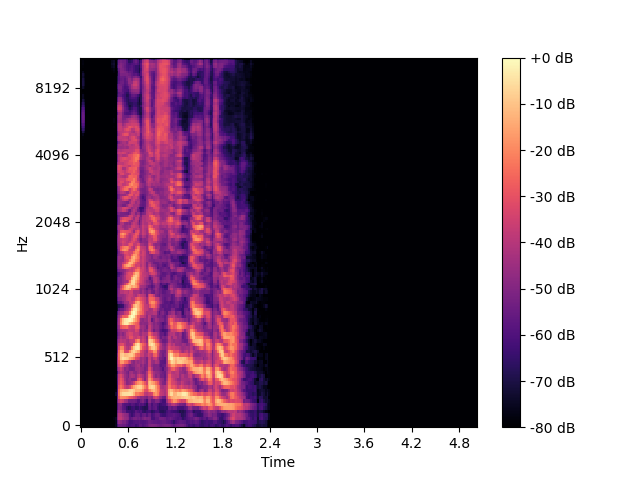 8192
4096
2048
1024
512
0
Hz
0 0.6 1.2 1.8 2.4 3 3.6 4.2 4.8
Time
+0 dB
-10 dB
-20 dB
-30 dB
-40 dB
-50 dB
-60 dB
-70 dB
-80 dB